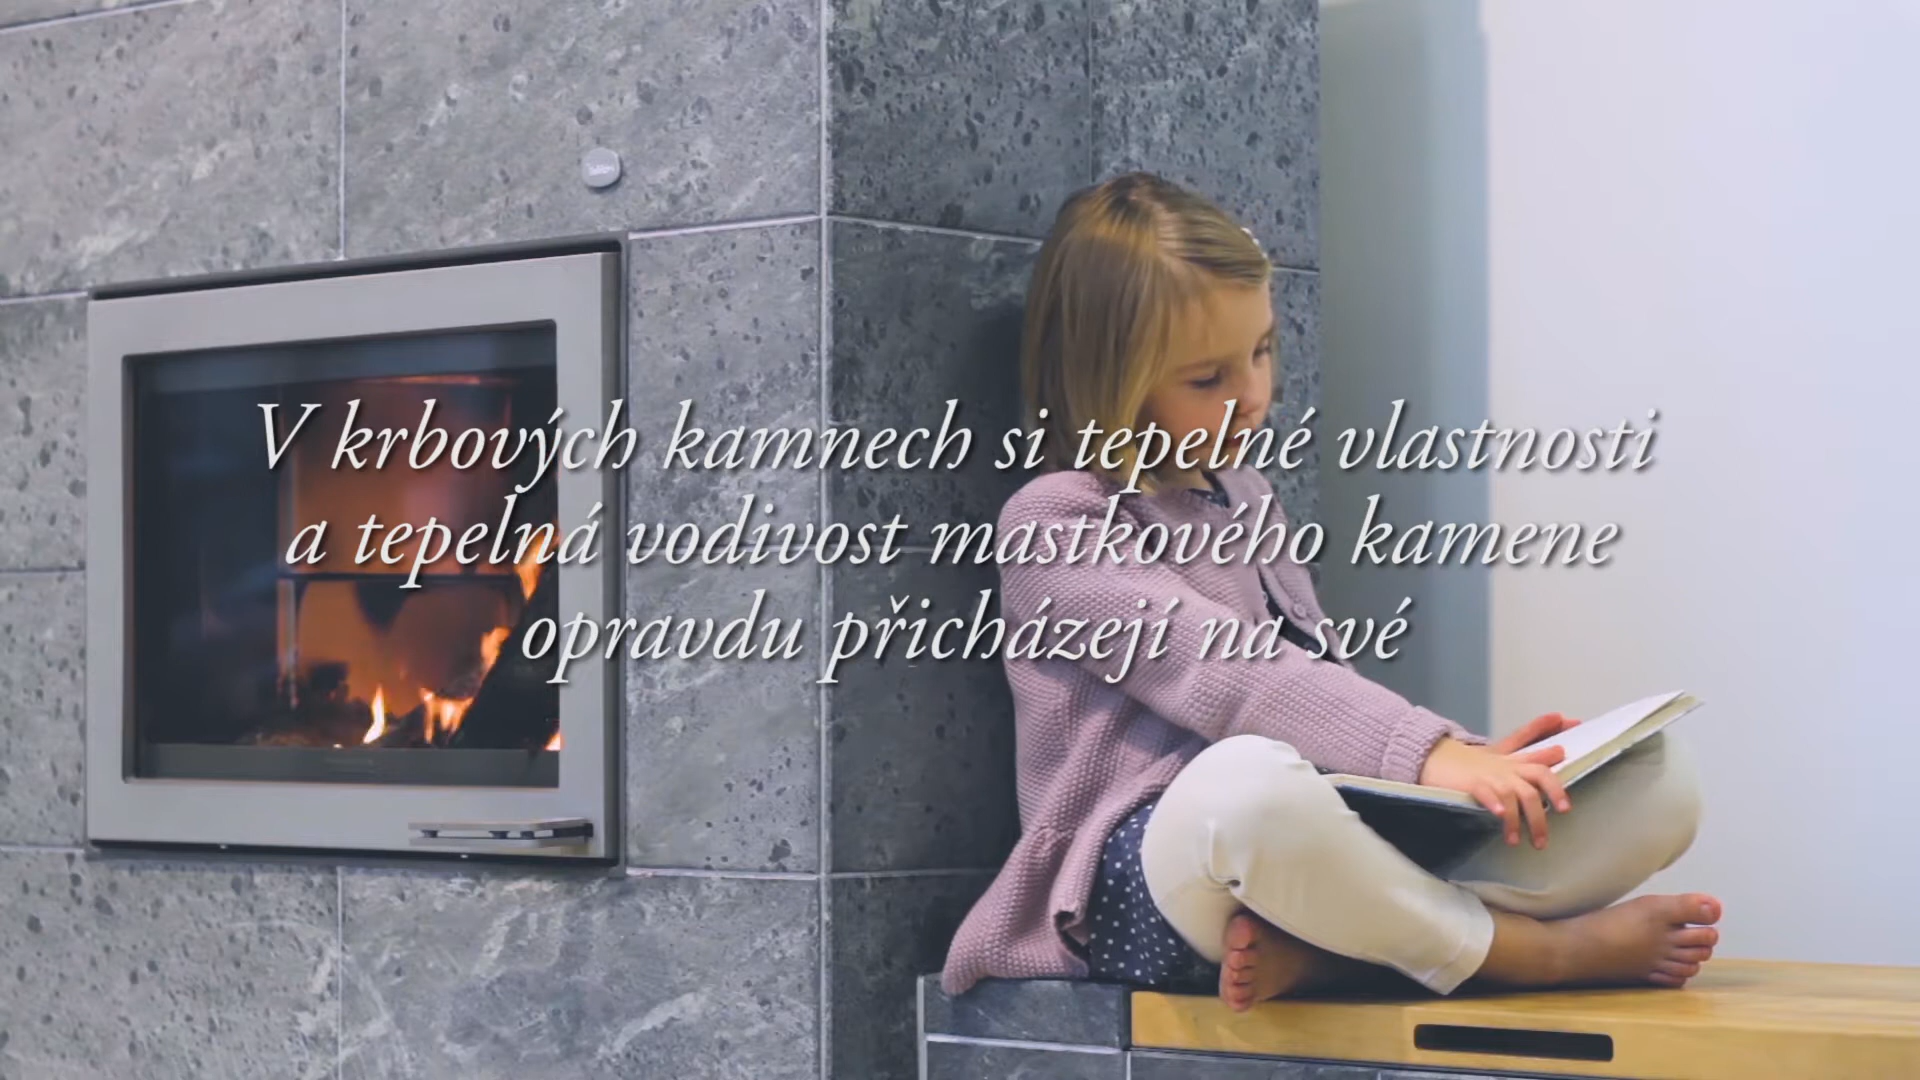 V krbových kamnech si tepelné vlastnosti
a tepelná vodivost mastkového kamene
opravdu přicházejí na své